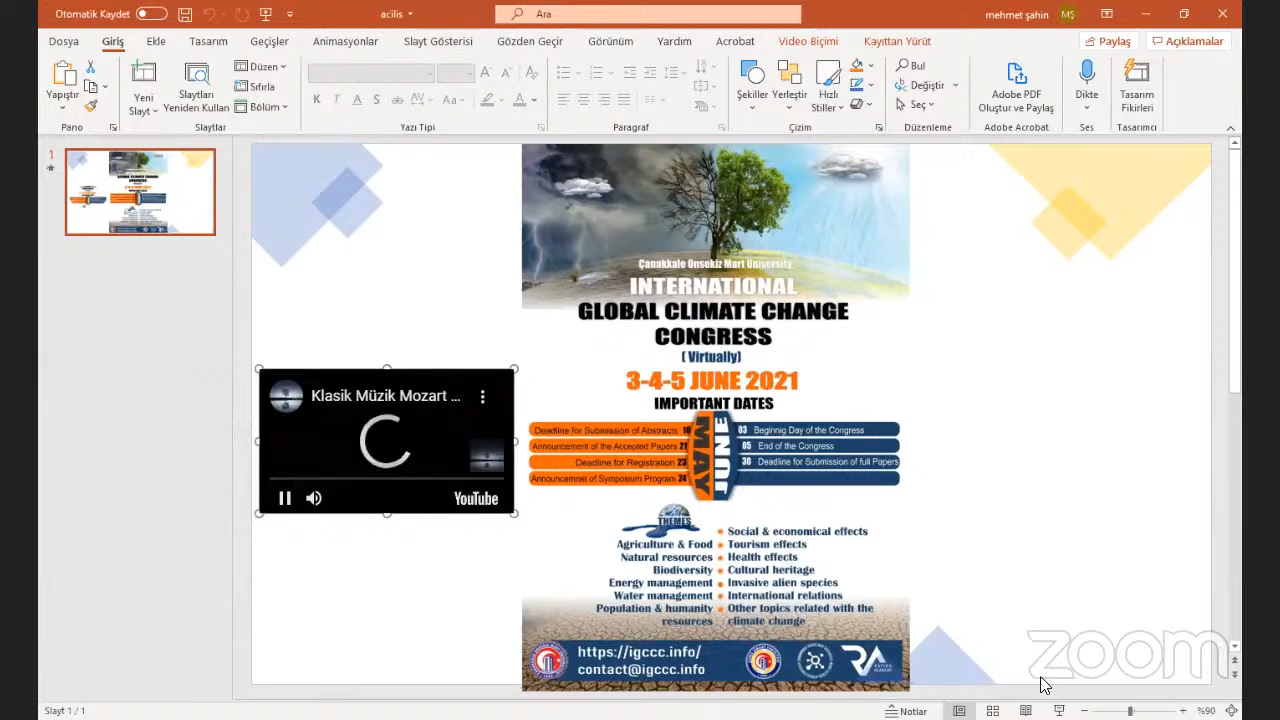 Otomatik Kaydet
acilis
Ara
mehmet şahin
MŞ
Dosya Giriş Ekle Tasarım Geçişler Animasyonlar Slayt Gösterisi Gözden Geçir Görünüm Yardım Acrobat Video Biçimi Kayıttan Yürüt
Paylaş
Açıklamalar
Yapıştır
Pano
Yeni
Slayt
Slaytları
Yeniden Kullan
Düzen
Sıfırla
Bölüm
Slaytlar
K T A S ab AV Aa A
Yazı Tipi
Paragraf
Şekiller
Yerleştir
Hızlı
Stiller
Çizim
Bul
Değiştir
Seç
Düzenleme
Adobe PDF
Oluştur ve Paylaş
Adobe Acrobat
Dikte
Ses
Tasarım
Fikirleri
Tasarımcı
1
Çanakkale Onsekiz Mart University
INTERNATIONAL
GLOBAL CLIMATE CHANGE
CONGRESS
( Virtually)
3-4-5 JUNE 2021
IMPORTANT DATES
MAY
JUNE
Deadline for Submission of Abstracts 10
Announcement of the Accepted Papers 21
Deadline for Registration 23
Announcemnet of Symposium Program 24
03 Beginnig Day of the Congress
05 End of the Congress
30 Deadline for Submission of full Papers
Klasik Müzik Mozart ...
YouTube
THEMES
Agriculture & Food
Natural resources
Biodiversity
Energy management
Water management
Population & humanity
resources
Social & economical effects
Tourism effects
Health effects
Cultural heritage
Invasive alien species
International relations
Other topics related with the
climate change
https://igccc.info/
contact@igccc.info
zoom
Slayt 1 / 1
Notlar
%90